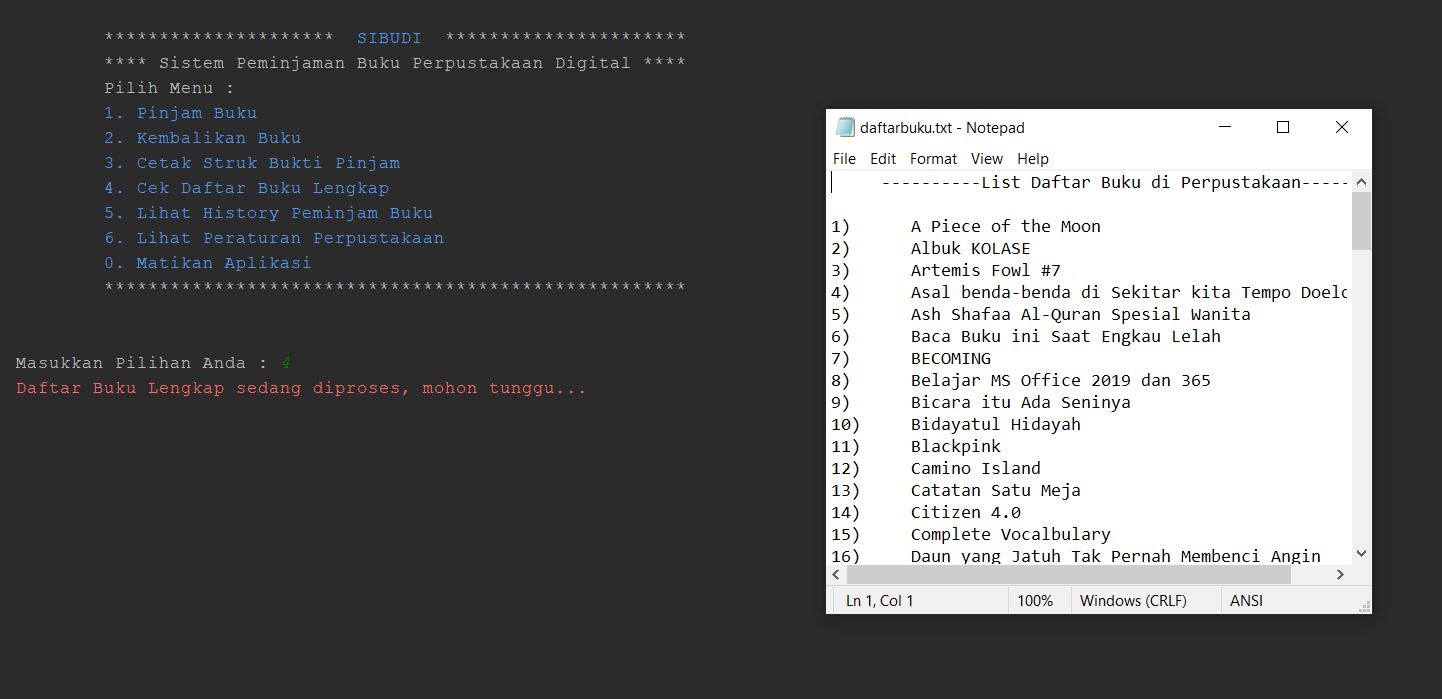 ********************* SIBUDI **********************
**** Sistem Peminjaman Buku Perpustakaan Digital ****
Pilih Menu :
1. Pinjam Buku
2. Kembalikan Buku
3. Cetak Struk Bukti Pinjam
4. Cek Daftar Buku Lengkap
5. Lihat History Peminjam Buku
6. Lihat Peraturan Perpustakaan
0. Matikan Aplikasi
*****************************************************
Masukkan Pilihan Anda : 4
Daftar Buku Lengkap sedang diproses, mohon tunggu...
daftarbuku.txt - Notepad
File Edit Format View Help
----------List Daftar Buku di Perpustakaan-----
1) A Piece of the Moon
2) Albuk KOLASE
3) Artemis Fowl #7
4) Asal benda-benda di Sekitar kita Tempo Doelo
5) Ash Shafaa Al-Quran Spesial Wanita
6) Baca Buku ini Saat Engkau Lelah
7) BECOMING
8) Belajar MS Office 2019 dan 365
9) Bicara itu Ada Seninya
10) Bidayatul Hidayah
11) Blackpink
12) Camino Island
13) Catatan Satu Meja
14) Citizen 4.0
15) Complete Vocalbulary
16) Daun yang Jatuh Tak Pernah Membenci Angin
Ln 1, Col 1 100% Windows (CRLF) ANSI